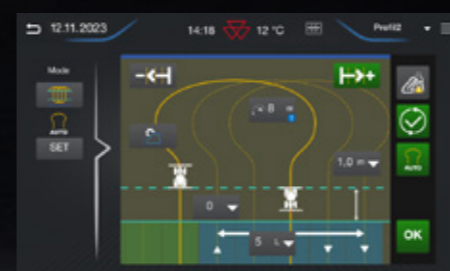 12.11.2023
14:18
12 °C
Profil2
Mode
AUTO
SET
8 m
1,0 m
AUTO
0
5 L
OK